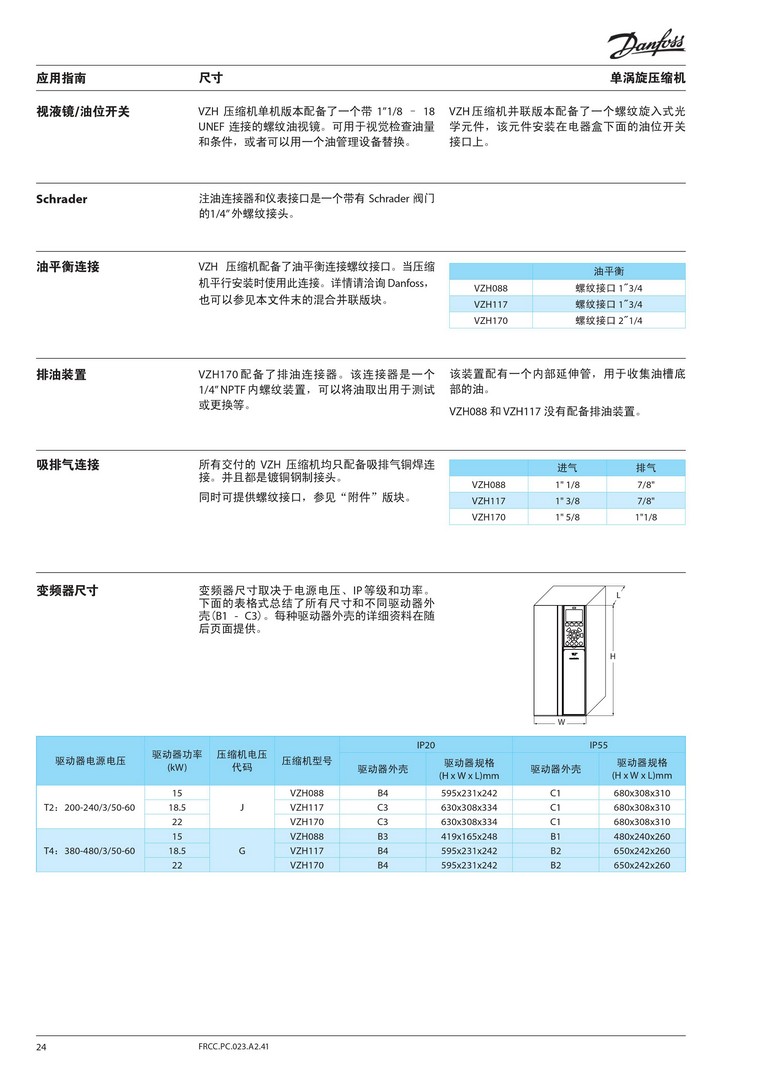 Danfoss
应用指南
尺寸
单涡旋压缩机
视液镜/油位开关
VZH 压缩机单机版本配备了一个带 1"1/8 – 18
UNEF 连接的螺纹油视镜。可用于视觉检查油量
和条件，或者可以用一个油管理设备替换。
VZH 压缩机并联版本配备了一个螺纹旋入式光
学元件，该元件安装在电器盒下面的油位开关
接口上。
Schrader
注油连接器和仪表接口是一个带有 Schrader 阀门
的1/4” 外螺纹接头。
油平衡连接
VZH 压缩机配备了油平衡连接螺纹接口。当压缩
机平行安装时使用此连接。详情请洽询 Danfoss，
也可以参见本文件末的混合并联版块。
油平衡
VZH088 螺纹接口 1˝3/4
VZH117 螺纹接口 1˝3/4
VZH170 螺纹接口 2˝1/4
排油装置
VZH170 配备了排油连接器。该连接器是一个
1/4” NPTF 内螺纹装置，可以将油取出用于测试
或更换等。
该装置配有一个内部延伸管，用于收集油槽底
部的油。
VZH088 和 VZH117 没有配备排油装置。
吸排气连接
所有交付的 VZH 压缩机均只配备吸排气铜焊连
接。并且都是镀铜钢制接头。
同时可提供螺纹接口，参见“附件”版块。
进气 排气
VZH088 1" 1/8 7/8"
VZH117 1" 3/8 7/8"
VZH170 1" 5/8 1"1/8
变频器尺寸
变频器尺寸取决于电源电压、IP 等级和功率。
下面的表格式总结了所有尺寸和不同驱动器外
壳（B1 - C3）。每种驱动器外壳的详细资料在随
后页面提供。
L
H
W
驱动器电源电压 驱动器功率 (kW) 压缩机电压代码 压缩机型号 IP20 IP55
驱动器外壳 驱动器规格 (H x W x L)mm 驱动器外壳 驱动器规格 (H x W x L)mm
T2：200-240/3/50-60 15 J VZH088 B4 595x231x242 C1 680x308x310
18.5 VZH117 C3 630x308x334 C1 680x308x310
22 VZH170 C3 630x308x334 C1 680x308x310
T4：380-480/3/50-60 15 G VZH088 B3 419x165x248 B1 480x240x260
18.5 VZH117 B4 595x231x242 B2 650x242x260
22 VZH170 B4 595x231x242 B2 650x242x260
24
FRCC.PC.023.A2.41